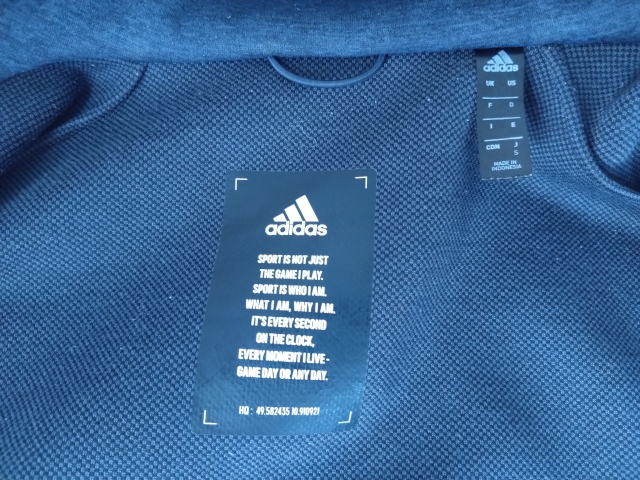 adidas
UK US
F D
I E
CDN J
S
MADE IN
INDONESIA
adidas
SPORT IS NOT JUST
THE GAME I PLAY.
SPORT IS WHO I AM.
WHAT I AM, WHY I AM.
IT'S EVERY SECOND
ON THE CLOCK,
EVERY MOMENT I LIVE -
GAME DAY OR ANY DAY.
HQ : 49.582435 10.910921